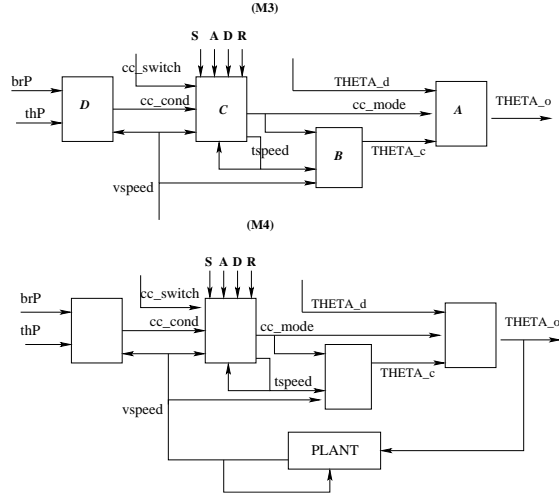 (M3)
S A D R
cc_switch
brP
thP
D
cc_cond
C
THETA_d
cc_mode
A
THETA_o
tspeed
B
THETA_c
vspeed
(M4)
S A D R
cc_switch
brP
thP
cc_cond
THETA_d
cc_mode
THETA_o
tspeed
THETA_c
vspeed
PLANT